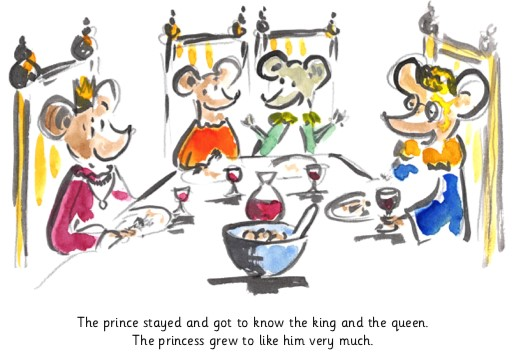 The prince stayed and got to know the king and the queen.
The princess grew to like him very much.